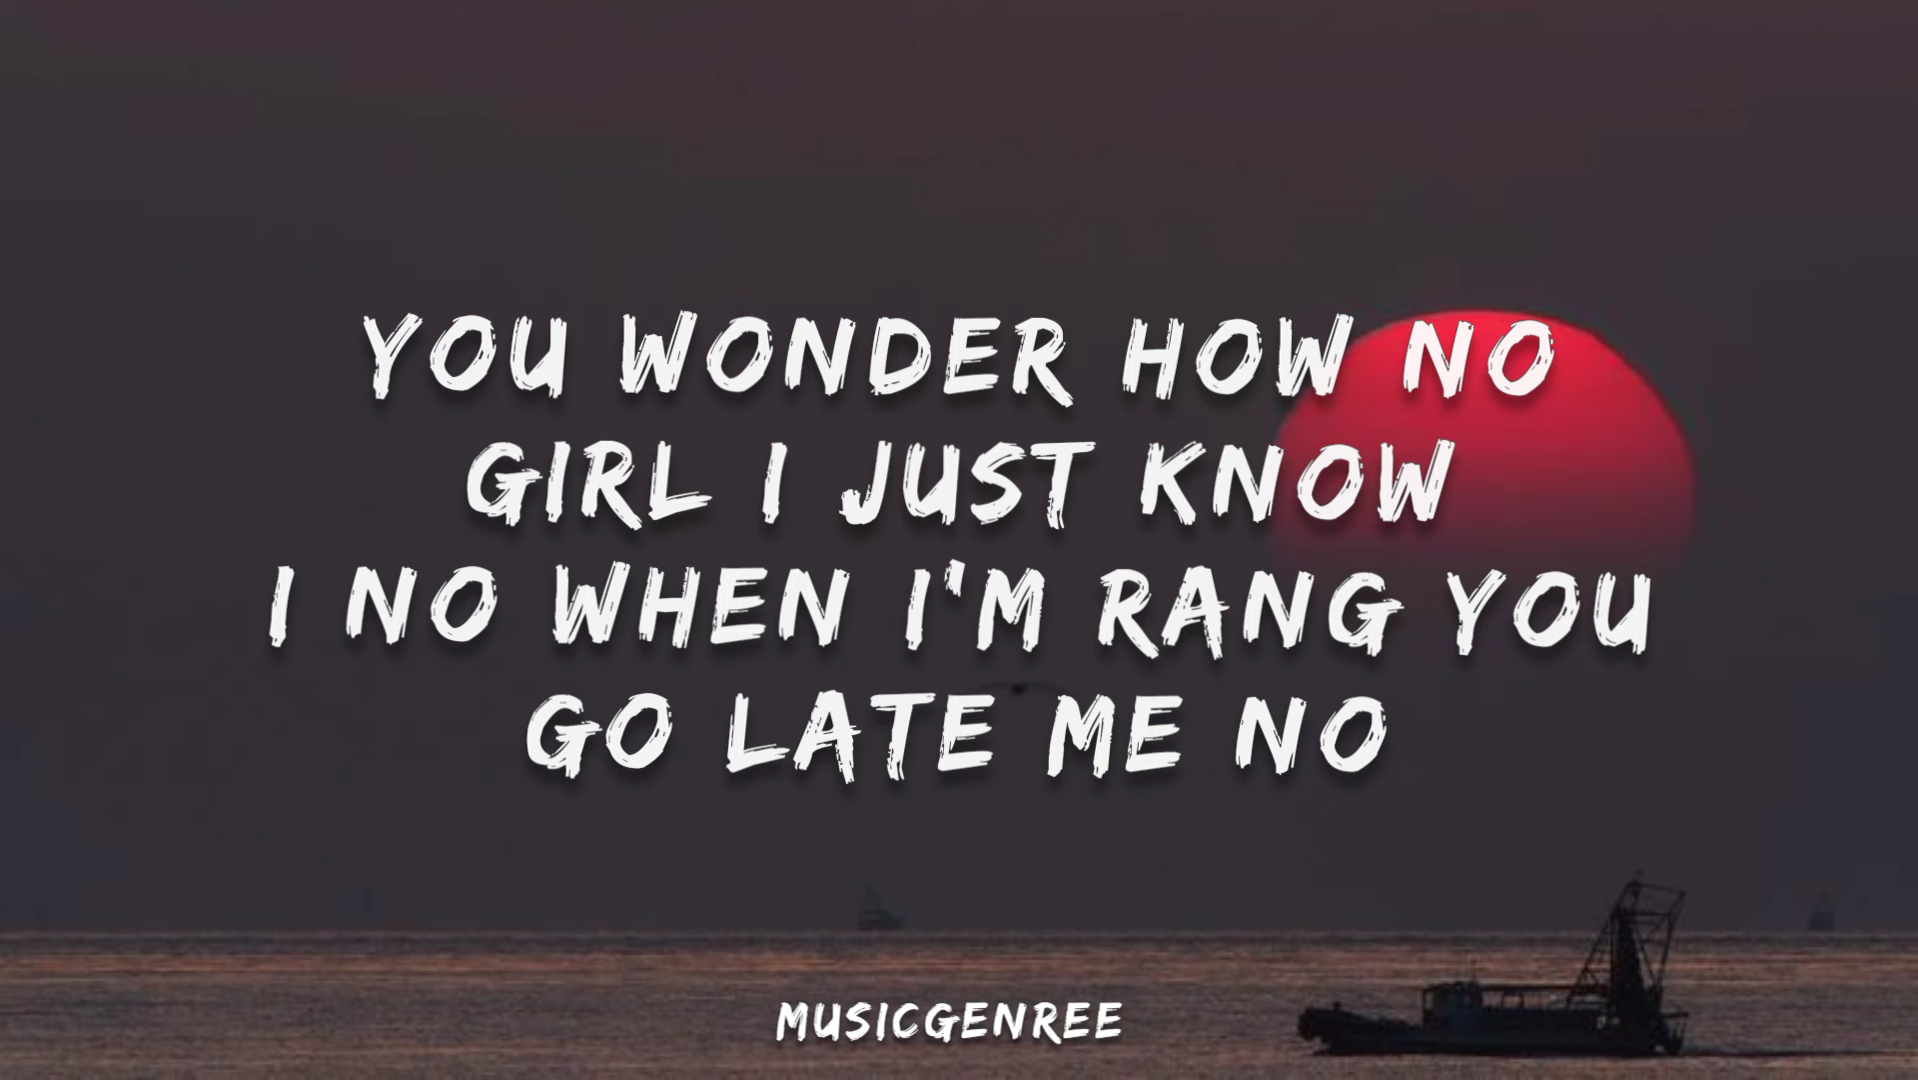 YOU WONDER HOW NO
GIRL I JUST KNOW
I NO WHEN I'M RANG YOU
GO LATE ME NO
MUSICGENREE